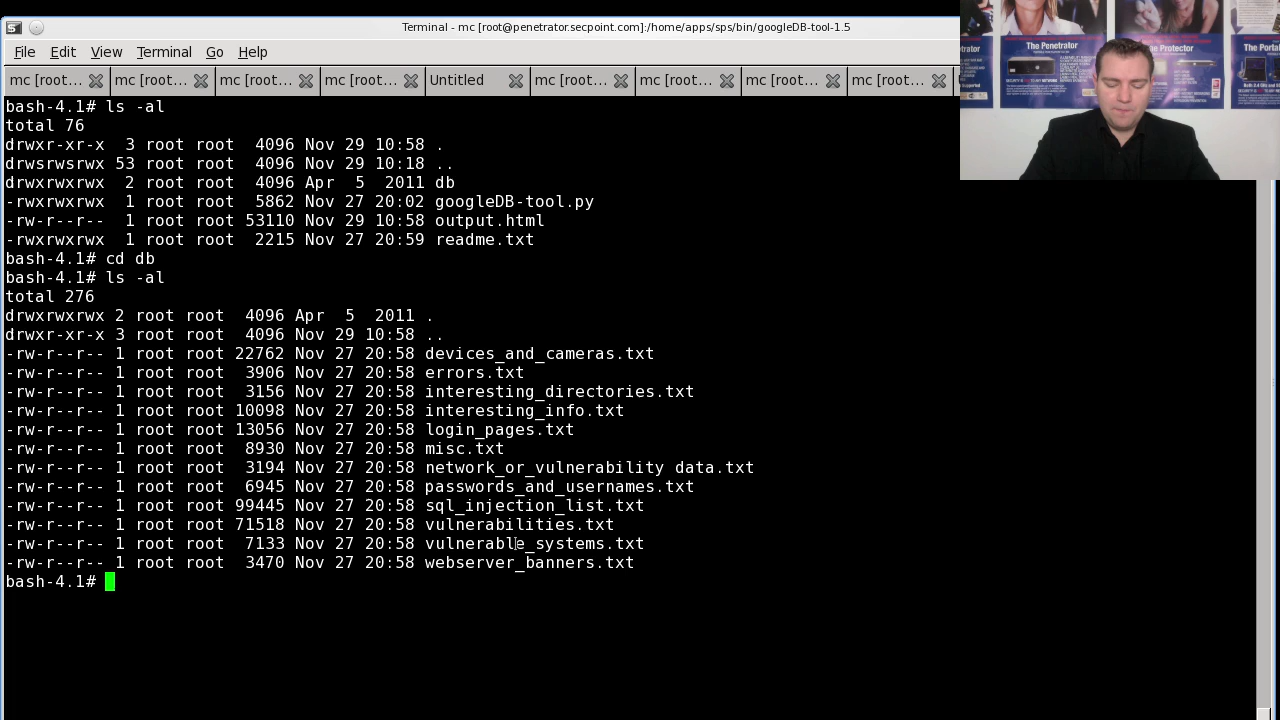 Terminal - mc [root@penetrator.secpoint.com]:/home/apps/sps/bin/googleDB-tool-1.5
File Edit View Terminal Go Help
mc [root... mc [root... mc [root... mc [root... Untitled mc [root... mc [root... mc [root... mc [root...
The Penetrator
bash-4.1# ls -al
total 76
drwxr-xr-x 3 root root 4096 Nov 29 10:58 .
drwsrwsrwx 53 root root 4096 Nov 29 10:18 ..
drwxrwxrwx 2 root root 4096 Apr 5 2011 db
-rwxrwxrwx 1 root root 5862 Nov 27 20:02 googleDB-tool.py
-rw-r--r-- 1 root root 53110 Nov 29 10:58 output.html
-rwxrwxrwx 1 root root 2215 Nov 27 20:59 readme.txt
bash-4.1# cd db
bash-4.1# ls -al
total 276
drwxrwxrwx 2 root root 4096 Apr 5 2011 .
drwxr-xr-x 3 root root 4096 Nov 29 10:58 ..
-rw-r--r-- 1 root root 22762 Nov 27 20:58 devices_and_cameras.txt
-rw-r--r-- 1 root root 3906 Nov 27 20:58 errors.txt
-rw-r--r-- 1 root root 3156 Nov 27 20:58 interesting_directories.txt
-rw-r--r-- 1 root root 10098 Nov 27 20:58 interesting_info.txt
-rw-r--r-- 1 root root 13056 Nov 27 20:58 login_pages.txt
-rw-r--r-- 1 root root 8930 Nov 27 20:58 misc.txt
-rw-r--r-- 1 root root 3194 Nov 27 20:58 network_or_vulnerability data.txt
-rw-r--r-- 1 root root 6945 Nov 27 20:58 passwords_and_usernames.txt
-rw-r--r-- 1 root root 99445 Nov 27 20:58 sql_injection_list.txt
-rw-r--r-- 1 root root 71518 Nov 27 20:58 vulnerabilities.txt
-rw-r--r-- 1 root root 7133 Nov 27 20:58 vulnerable_systems.txt
-rw-r--r-- 1 root root 3470 Nov 27 20:58 webserver_banners.txt
bash-4.1#